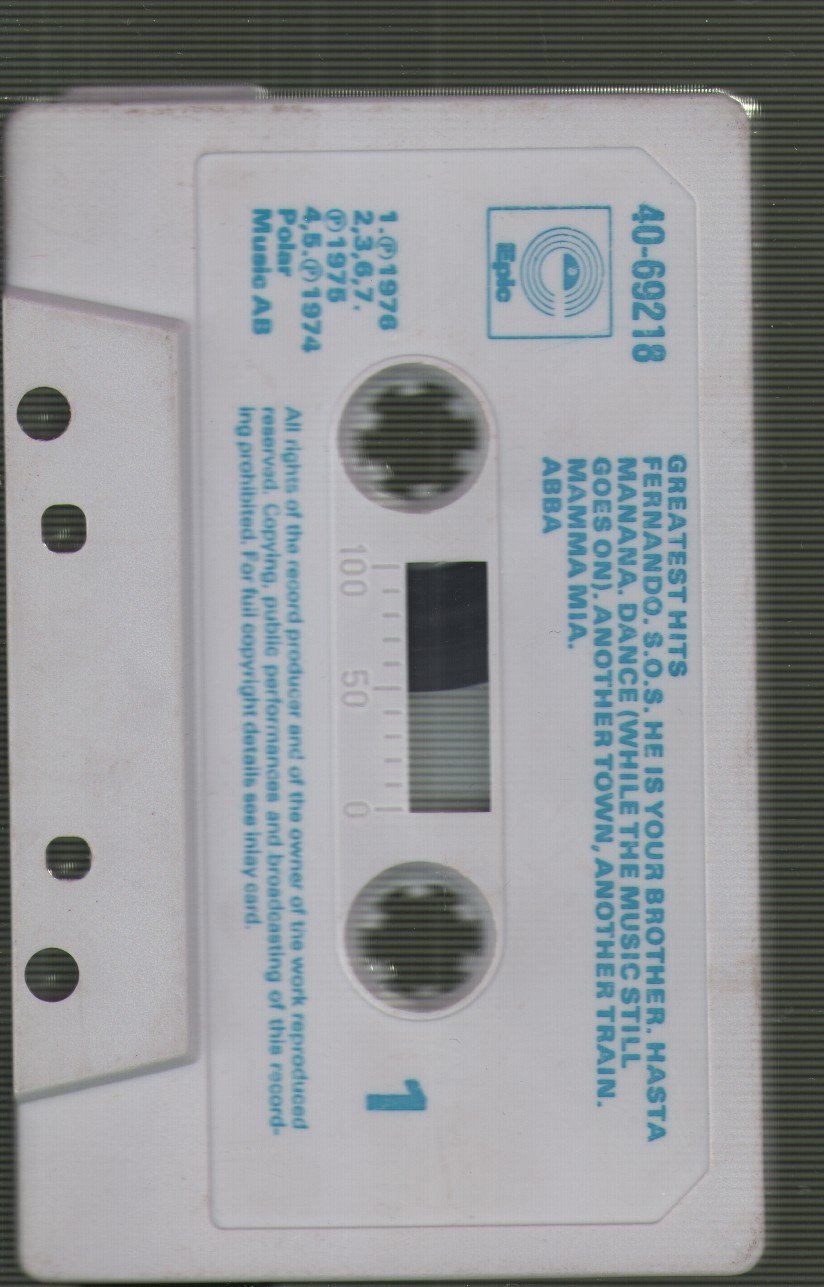 40-69218
Epic
GREATEST HITS
FERNANDO. S.O.S. HE IS YOUR BROTHER. HASTA
MANANA. DANCE (WHILE THE MUSIC STILL
GOES ON). ANOTHER TOWN, ANOTHER TRAIN.
MAMMA MIA.
ABBA
1.Ⓟ1976
2,3,6,7.
Ⓟ1975
4,5.Ⓟ1974
Polar
Music AB
100 50 0
1
All rights of the record producer and of the owner of the work reproduced
reserved. Copying, public performances and broadcasting of this record-
ing prohibited. For full copyright details see inlay card.